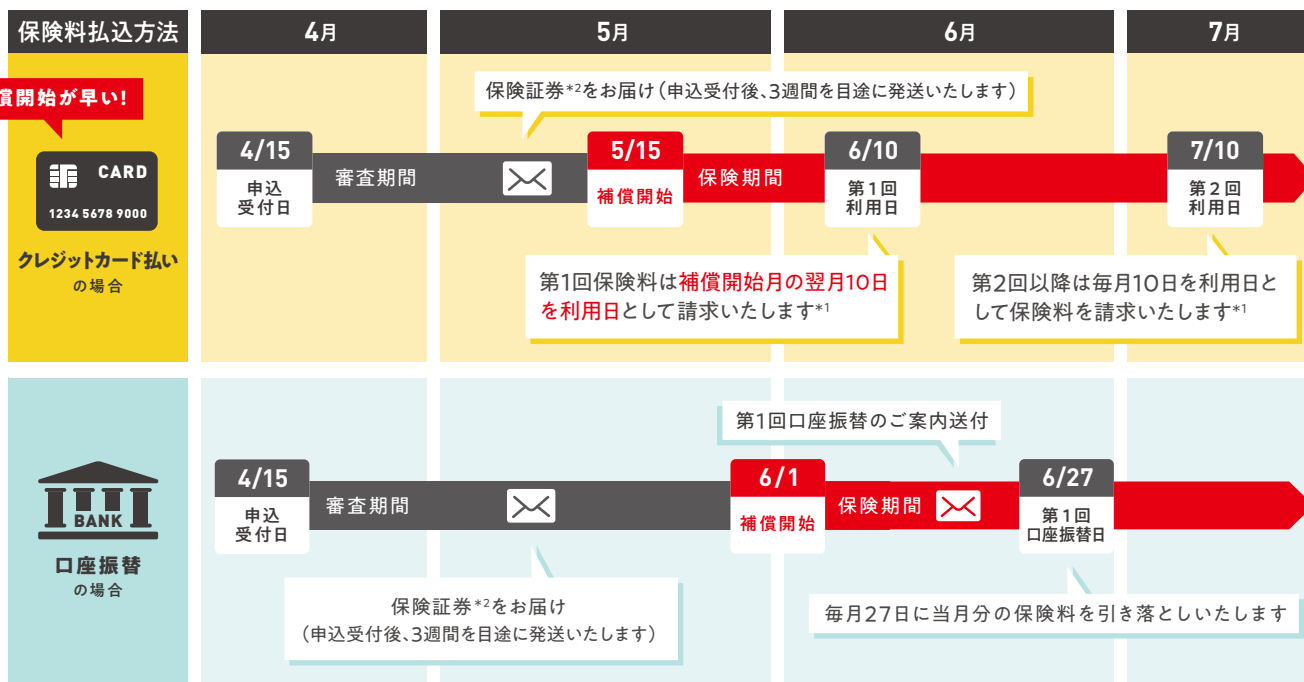 保険料払込方法
4月
5月
6月
7月
償開始が早い!
CARD
1234 5678 9000
クレジットカード払い
の場合
保険証券*2をお届け(申込受付後、3週間を目途に発送いたします)
4/15
申込
受付日
審査期間
5/15
補償開始
保険期間
6/10
第1回
利用日
7/10
第2回
利用日
第1回保険料は補償開始月の翌月10日
を利用日として請求いたします*1
第2回以降は毎月10日を利用日と
して保険料を請求いたします*1
BANK
口座振替
の場合
第1回口座振替のご案内送付
4/15
申込
受付日
審査期間
6/1
補償開始
保険期間
6/27
第1回
口座振替日
保険証券*2をお届け
(申込受付後、3週間を目途に発送いたします)
毎月27日に当月分の保険料を引き落としいたします